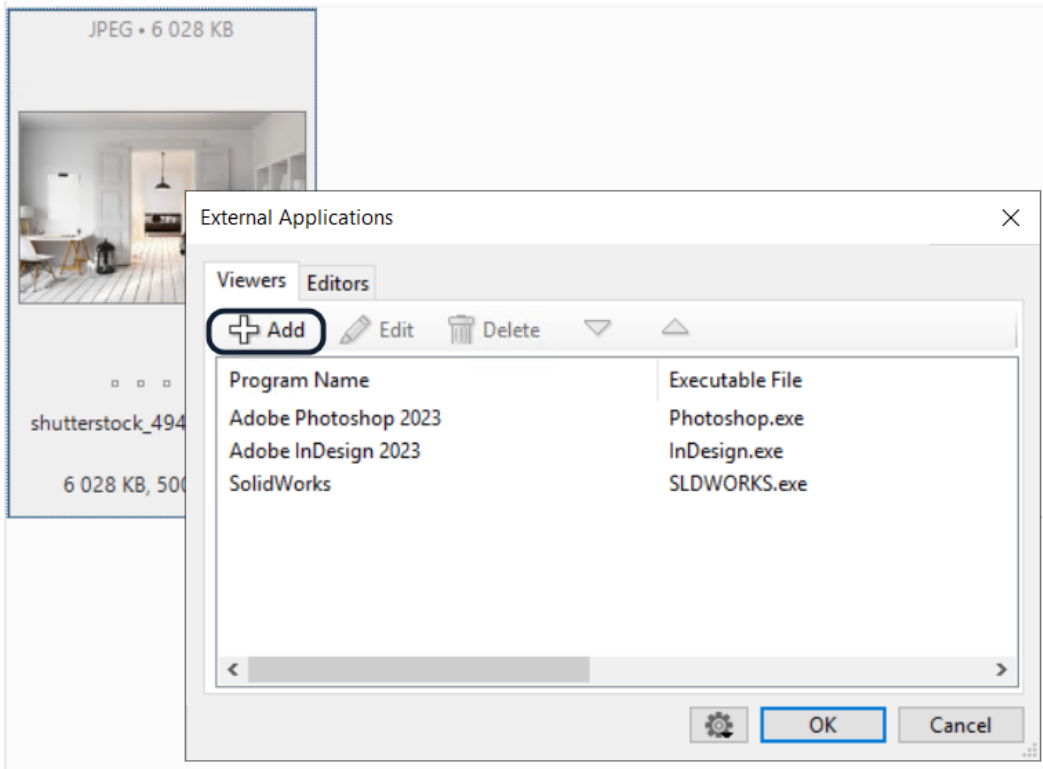 JPEG • 6 028 KB
External Applications
Viewers Editors
Add Edit Delete
Program Name Executable File
Adobe Photoshop 2023 Photoshop.exe
Adobe InDesign 2023 InDesign.exe
SolidWorks SLDWORKS.exe
shutterstock_494
6 028 KB, 500
OK Cancel